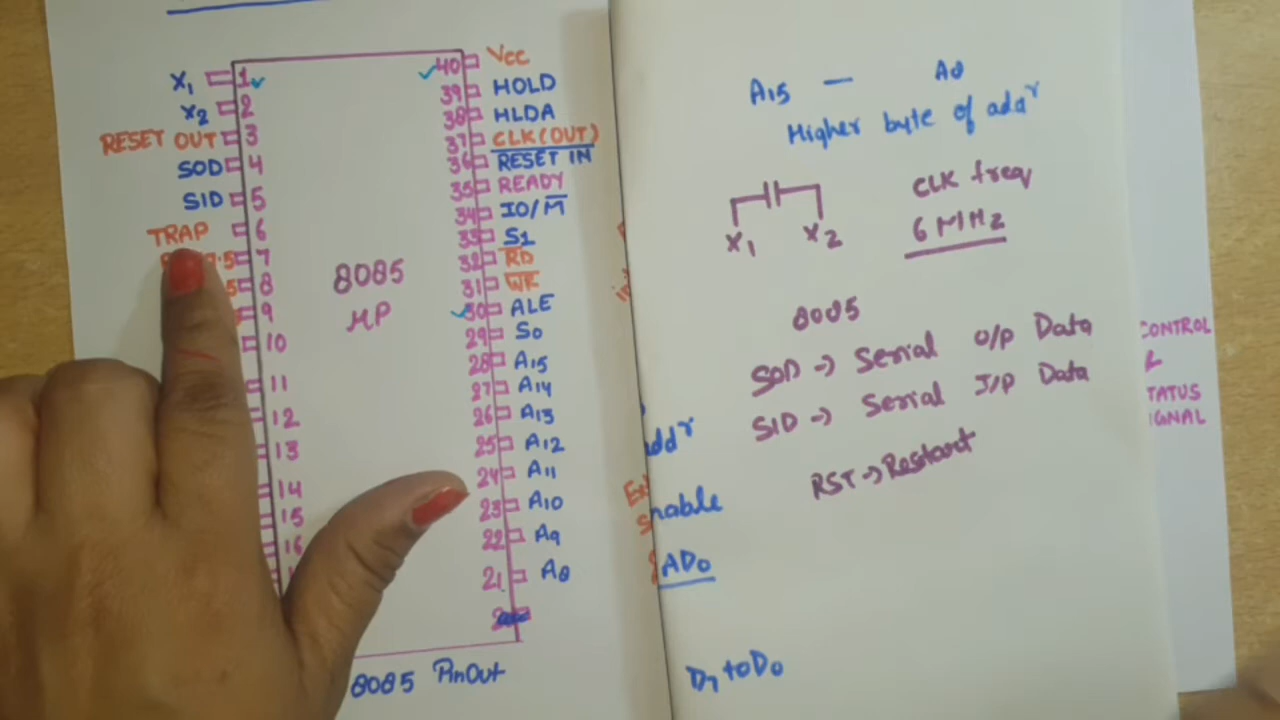 X1 1 40 Vcc
X2 2 39 HOLD
RESET OUT 3 38 HLDA
SOD 4 37 CLK(OUT)
SID 5 36 RESET IN
TRAP 6 35 READY
7 34 IO/M̅
8 33 S1
9 32 R̅D̅
10 31 W̅R̅
11 30 ALE
12 29 S0
13 28 A15
14 27 A14
15 26 A13
16 25 A12
24 A11
23 A10
22 A9
21 A8
8085
μP
8085 PinOut
A15 — A8
Higher byte of addr
X1 X2
CLK freq
6 MHz
8085
SOD → Serial O/P Data
SID → Serial I/P Data
RST → Restart
addr
nable
AD0
D7 to D0
CONTROL
&
TATUS
IGNAL